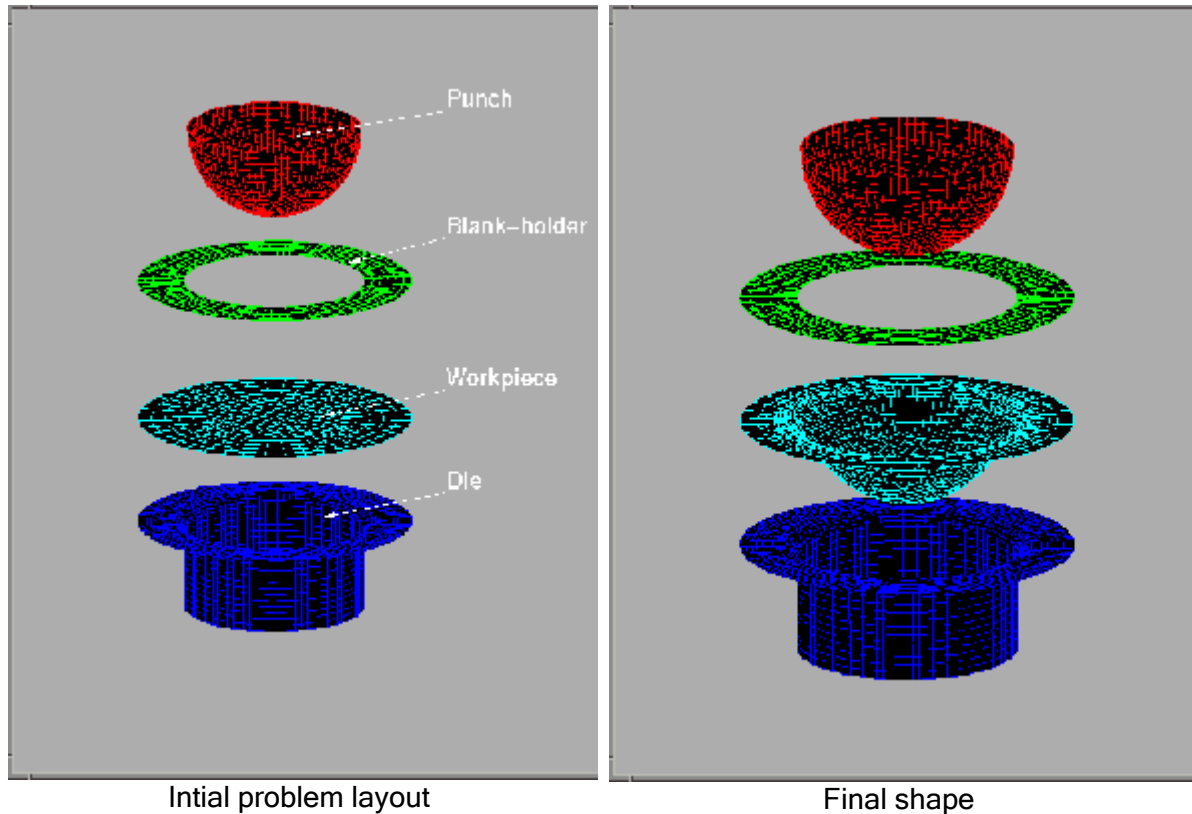 Punch
Blank-holder
Workpiece
Die
Intial problem layout
Final shape